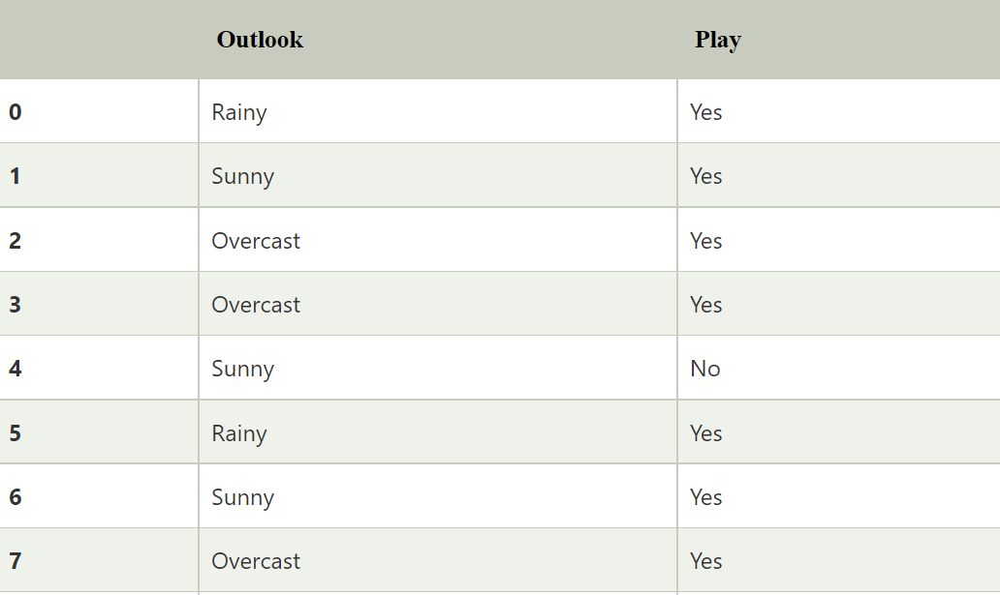 Outlook Play
0 Rainy Yes
1 Sunny Yes
2 Overcast Yes
3 Overcast Yes
4 Sunny No
5 Rainy Yes
6 Sunny Yes
7 Overcast Yes